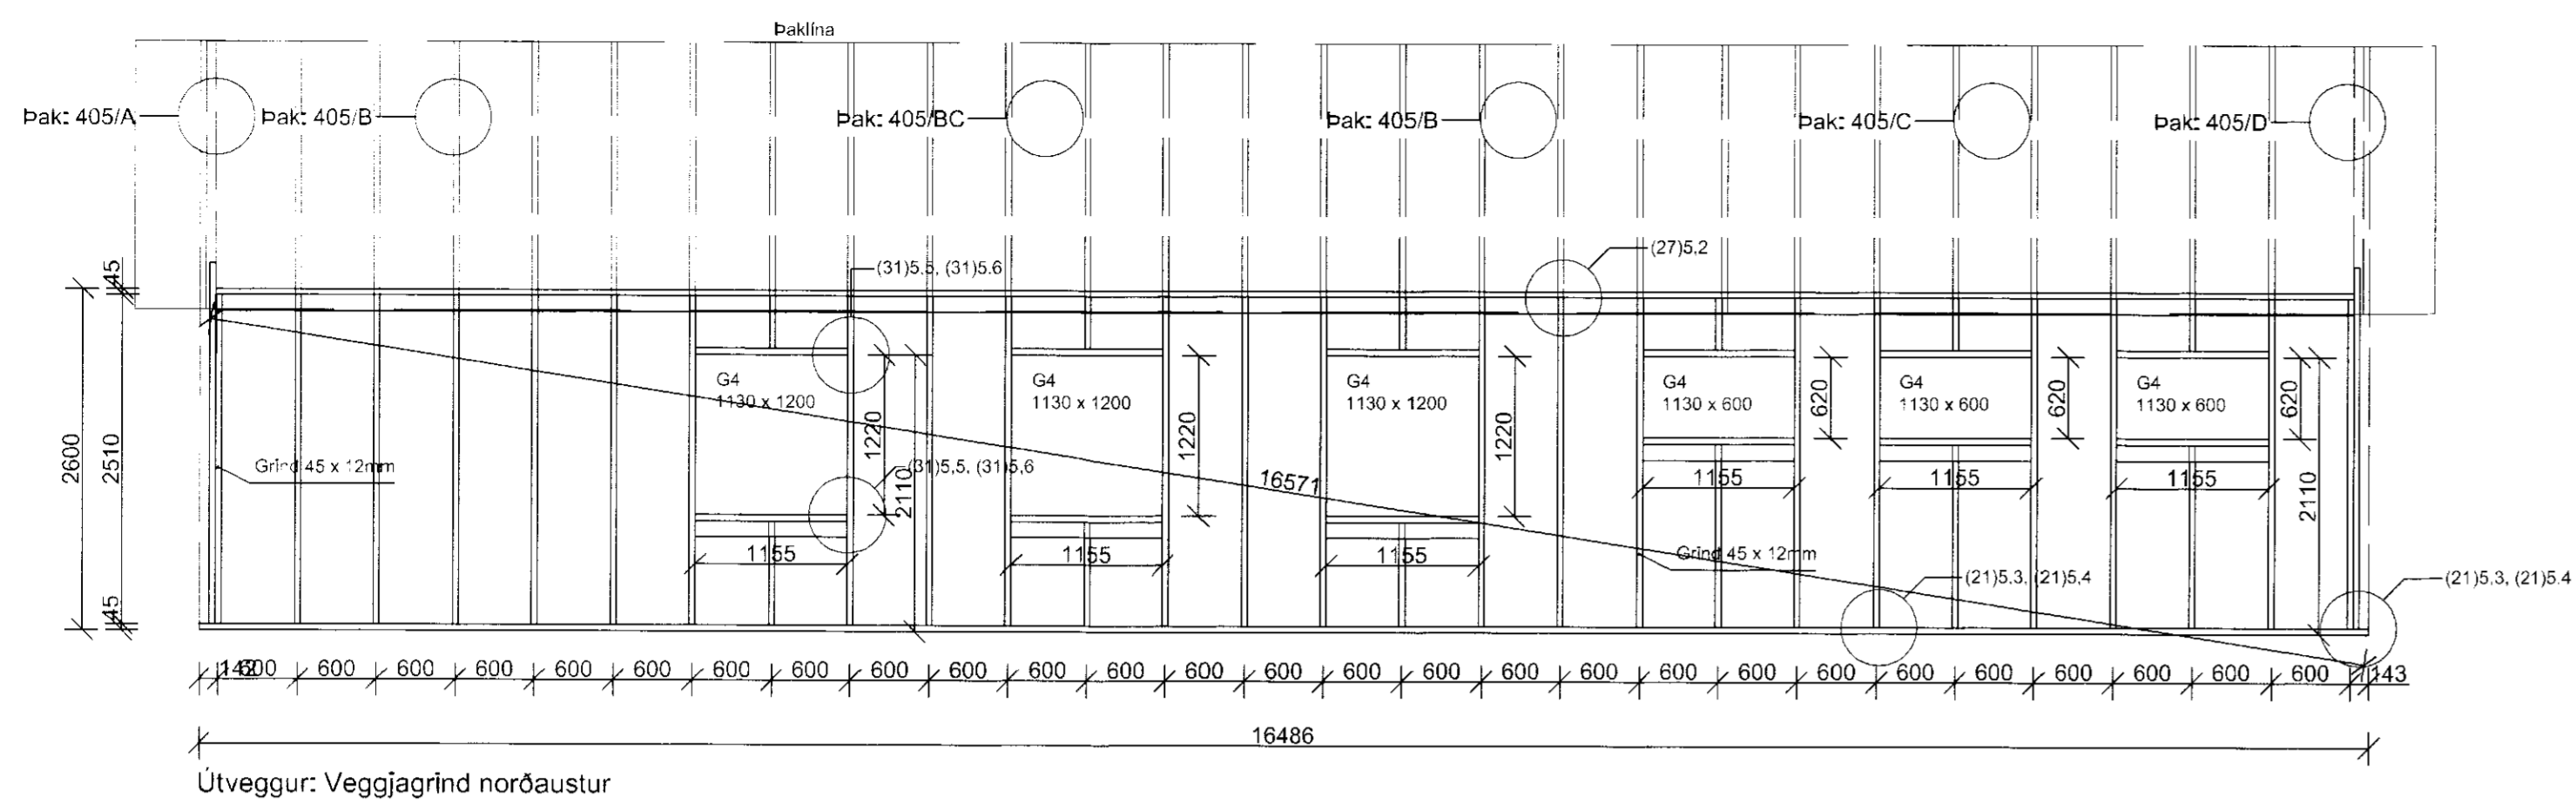 Þaklína
Þak: 405/A
Þak: 405/B
Þak: 405/BC
Þak: 405/B
Þak: 405/C
Þak: 405/D
(27)5,2
(31)5.5, (31)5.6
45
2600
2510
45
G4
1130 x 1200
G4
1130 x 1200
G4
1130 x 1200
G4
1130 x 600
G4
1130 x 600
G4
1130 x 600
1220
1220
1220
620
620
620
Grind 45 x 12mm
(31)5,5, (31)5,6
2110
16571
1155
1155
1155
2110
1155
1155
1155
Grind 45 x 12mm
(21)5.3, (21)5,4
(21)5,3, (21)5.4
142 600 600 600 600 600 600 600 600 600 600 600 600 600 600 600 600 600 600 600 600 600 600 600 600 600 600 600 143
16486
Útveggur: Veggjagrind norðaustur